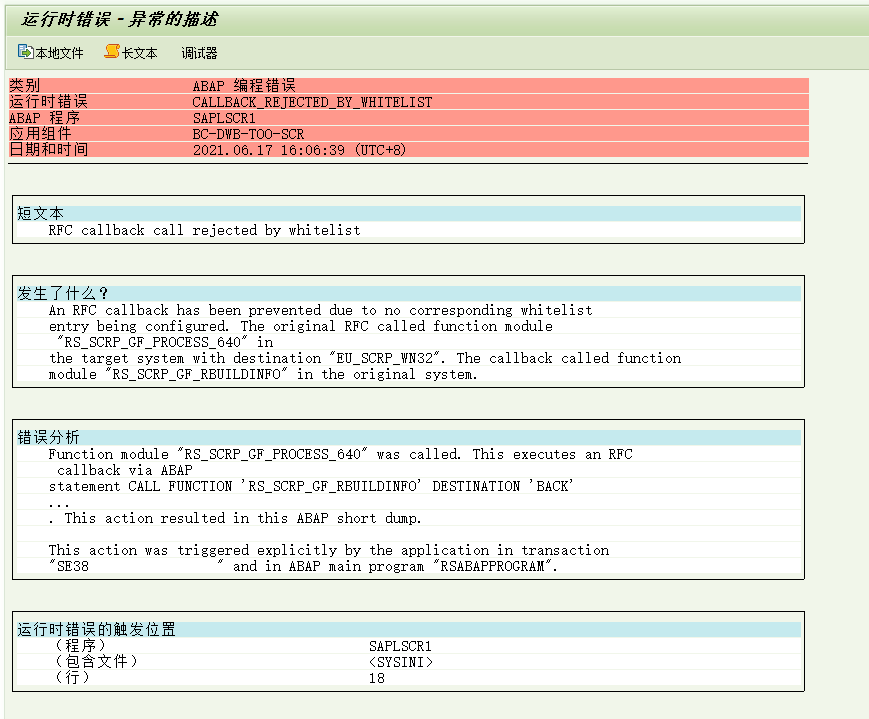 运行时错误 - 异常的描述
本地文件 长文本 调试器
类别 ABAP 编程错误
运行时错误 CALLBACK_REJECTED_BY_WHITELIST
ABAP 程序 SAPLSCR1
应用组件 BC-DWB-TOO-SCR
日期和时间 2021.06.17 16:06:39 (UTC+8)
短文本
RFC callback call rejected by whitelist
发生了什么?
An RFC callback has been prevented due to no corresponding whitelist
entry being configured. The original RFC called function module
"RS_SCRP_GF_PROCESS_640" in
the target system with destination "EU_SCRP_WN32". The callback called function
module "RS_SCRP_GF_RBUILDINFO" in the original system.
错误分析
Function module "RS_SCRP_GF_PROCESS_640" was called. This executes an RFC
callback via ABAP
statement CALL FUNCTION 'RS_SCRP_GF_RBUILDINFO' DESTINATION 'BACK'
...
. This action resulted in this ABAP short dump.
This action was triggered explicitly by the application in transaction
"SE38 " and in ABAP main program "RSABAPPROGRAM".
运行时错误的触发位置
(程序) SAPLSCR1
(包含文件) <SYSINI>
(行) 18